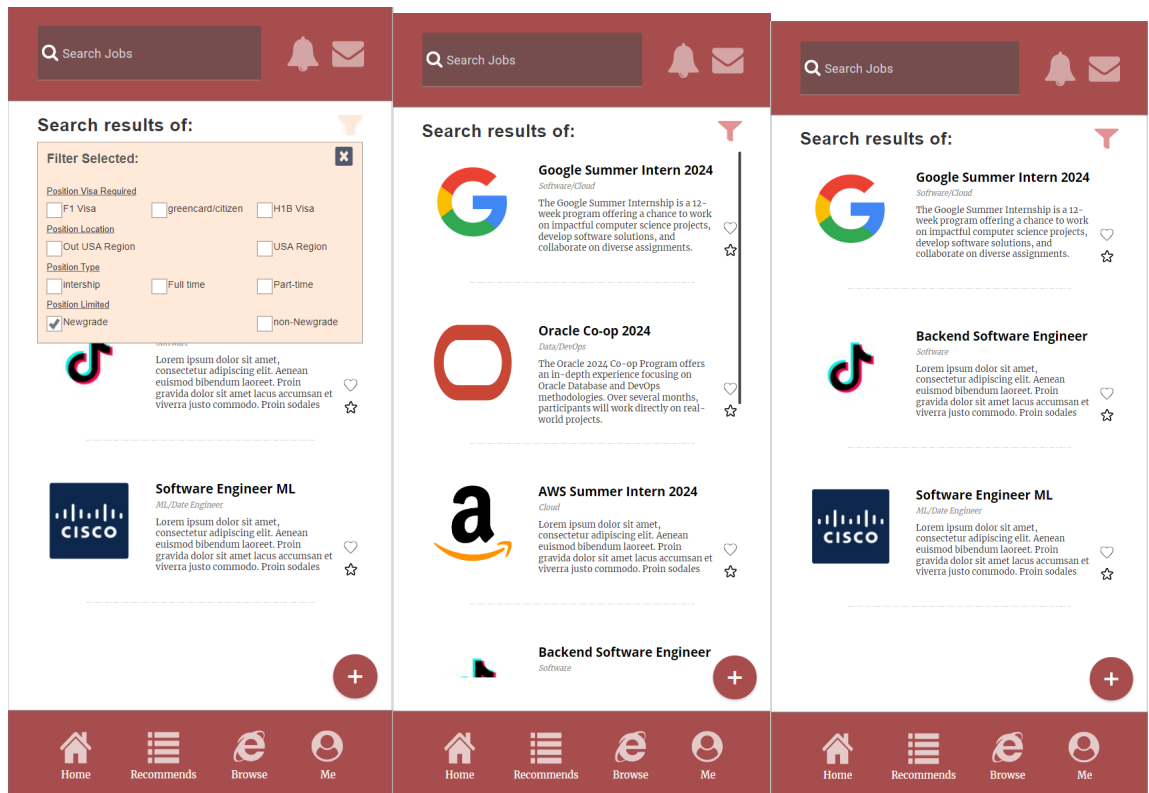 Search Jobs
Search results of:
Filter Selected:
Position Visa Required
F1 Visa greencard/citizen H1B Visa
Position Location
Out USA Region USA Region
Position Type
intership Full time Part-time
Position Limited
Newgrade non-Newgrade
Lorem ipsum dolor sit amet,
consectetur adipiscing elit. Aenean
euismod bibendum laoreet. Proin
gravida dolor sit amet lacus accumsan et
viverra justo commodo. Proin sodales
CISCO
Software Engineer ML
ML/Date Engineer
Lorem ipsum dolor sit amet,
consectetur adipiscing elit. Aenean
euismod bibendum laoreet. Proin
gravida dolor sit amet lacus accumsan et
viverra justo commodo. Proin sodales
+
Home Recommends Browse Me
Search Jobs
Search results of:
Google Summer Intern 2024
Software/Cloud
The Google Summer Internship is a 12-
week program offering a chance to work
on impactful computer science projects,
develop software solutions, and
collaborate on diverse assignments.
Oracle Co-op 2024
Data/DevOps
The Oracle 2024 Co-op Program offers
an in-depth experience focusing on
Oracle Database and DevOps
methodologies. Over several months,
participants will work directly on real-
world projects.
AWS Summer Intern 2024
Cloud
Lorem ipsum dolor sit amet,
consectetur adipiscing elit. Aenean
euismod bibendum laoreet. Proin
gravida dolor sit amet lacus accumsan et
viverra justo commodo. Proin sodales
Backend Software Engineer
Software
+
Home Recommends Browse Me
Search Jobs
Search results of:
Google Summer Intern 2024
Software/Cloud
The Google Summer Internship is a 12-
week program offering a chance to work
on impactful computer science projects,
develop software solutions, and
collaborate on diverse assignments.
Backend Software Engineer
Software
Lorem ipsum dolor sit amet,
consectetur adipiscing elit. Aenean
euismod bibendum laoreet. Proin
gravida dolor sit amet lacus accumsan et
viverra justo commodo. Proin sodales
CISCO
Software Engineer ML
ML/Date Engineer
Lorem ipsum dolor sit amet,
consectetur adipiscing elit. Aenean
euismod bibendum laoreet. Proin
gravida dolor sit amet lacus accumsan et
viverra justo commodo. Proin sodales
+
Home Recommends Browse Me